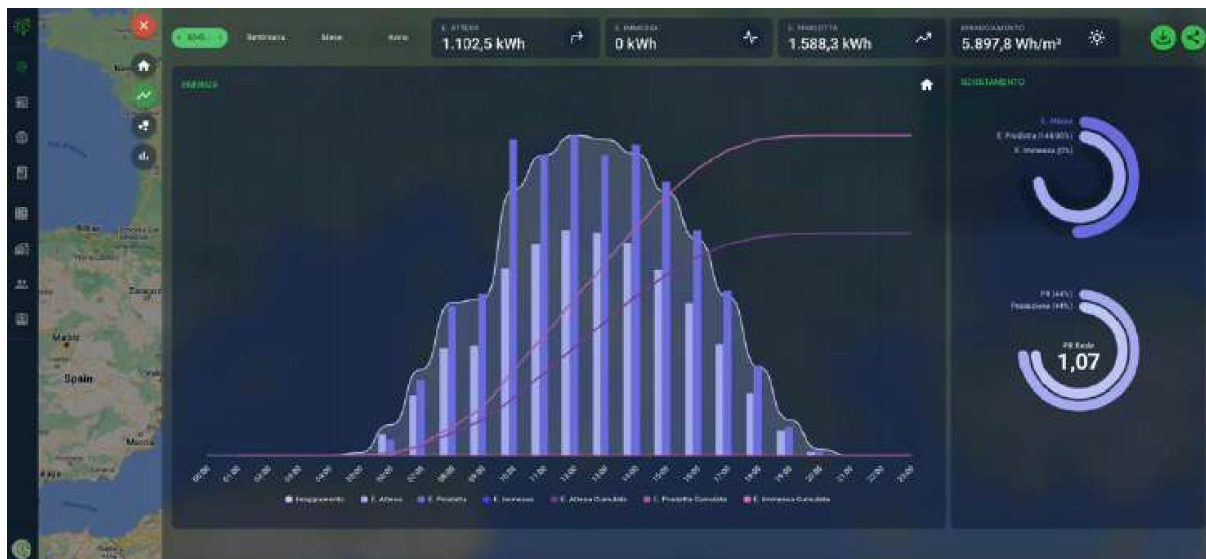 Settimana
Mese
Anno
E. ATTESA
1.102,5 kWh
E. IMMESSA
0 kWh
E. PRODOTTA
1.588,3 kWh
IRRAGGIAMENTO
5.897,8 Wh/m²
ENERGIA
SCOSTAMENTO
E. Attesa
E. Prodotta (144,06%)
E. Immessa (0%)
PR (44%)
Produzione (44%)
PR Reale
1,07
00:00
01:00
02:00
03:00
04:00
05:00
06:00
07:00
08:00
09:00
10:00
11:00
12:00
13:00
14:00
15:00
16:00
17:00
18:00
19:00
20:00
21:00
22:00
23:00
Irraggiamento
E. Attesa
E. Prodotta
E. Immessa
E. Attesa Cumulata
E. Prodotta Cumulata
E. Immessa Cumulata
Bilbao
Madrid
Spain
Murcia